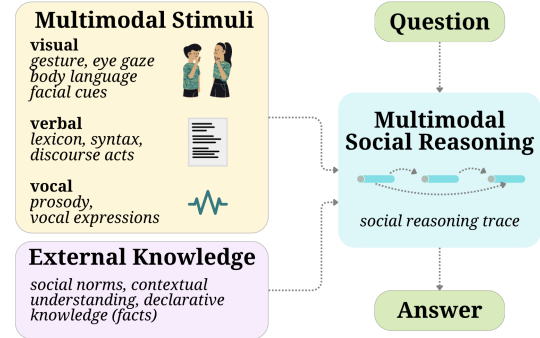 Multimodal Stimuli
visual
gesture, eye gaze
body language
facial cues
verbal
lexicon, syntax,
discourse acts
vocal
prosody,
vocal expressions
External Knowledge
social norms, contextual
understanding, declarative
knowledge (facts)
Question
Multimodal
Social Reasoning
social reasoning trace
Answer